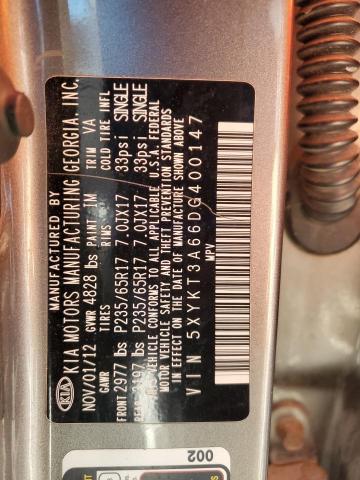 MANUFACTURED BY
KIA KIA MOTORS MANUFACTURING GEORGIA, INC.
NOV/01/12 GVWR 4828 lbs PAINT IM TRIM VA
GAWR TIRES COLD TIRE INFL
FRONT 2977 lbs P235/65R17 7.0JX17 33psi SINGLE
REAR 3197 lbs P235/65R17 7.0JX17 33psi SINGLE
THIS VEHICLE CONFORMS TO ALL APPLICABLE U.S.A. FEDERAL
MOTOR VEHICLE SAFETY AND THEFT PREVENTION STANDARDS
IN EFFECT ON THE DATE OF MANUFACTURE SHOWN ABOVE
VIN 5XYKT3A66DG400147
MPV
002